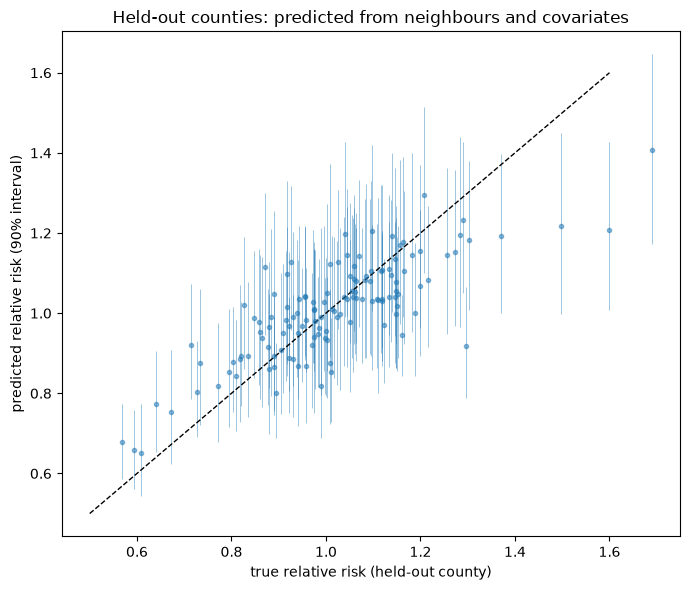 Held-out counties: predicted from neighbours and covariates
predicted relative risk (90% interval)
1.6
1.4
1.2
1.0
0.8
0.6
0.6 0.8 1.0 1.2 1.4 1.6
true relative risk (held-out county)